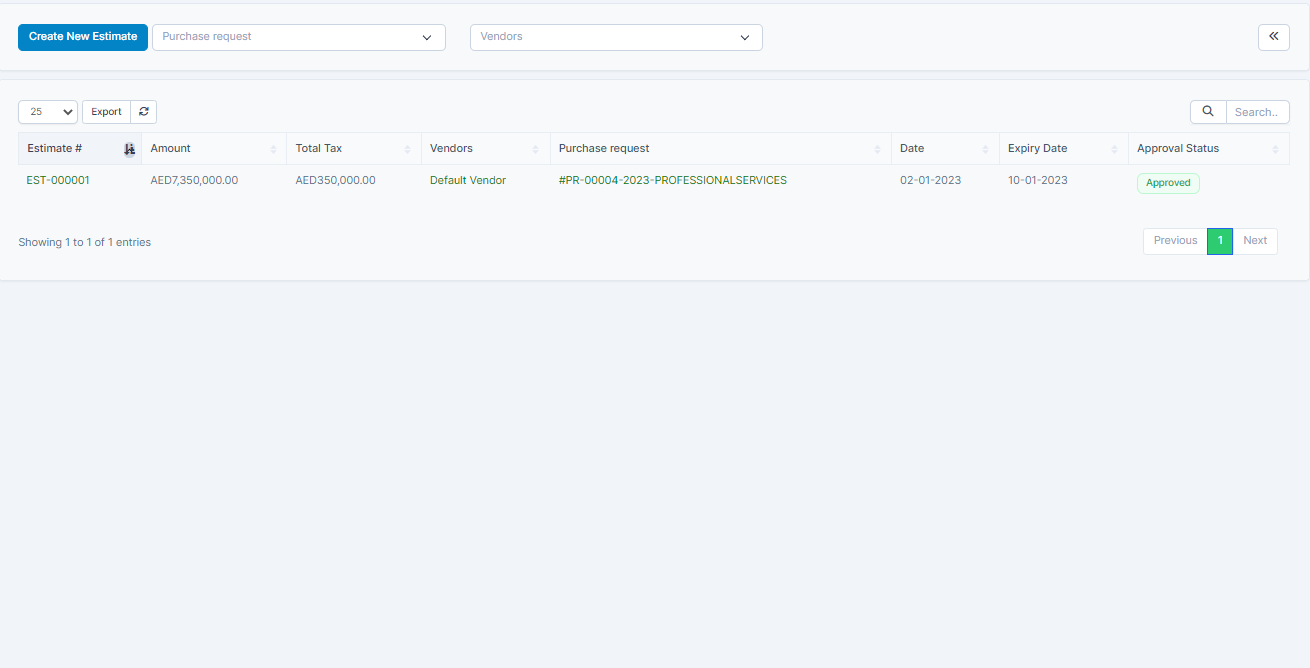 Create New Estimate Purchase request Vendors
25 Export Search..
Estimate # Amount Total Tax Vendors Purchase request Date Expiry Date Approval Status
EST-000001 AED7,350,000.00 AED350,000.00 Default Vendor #PR-00004-2023-PROFESSIONALSERVICES 02-01-2023 10-01-2023 Approved
Showing 1 to 1 of 1 entries Previous 1 Next